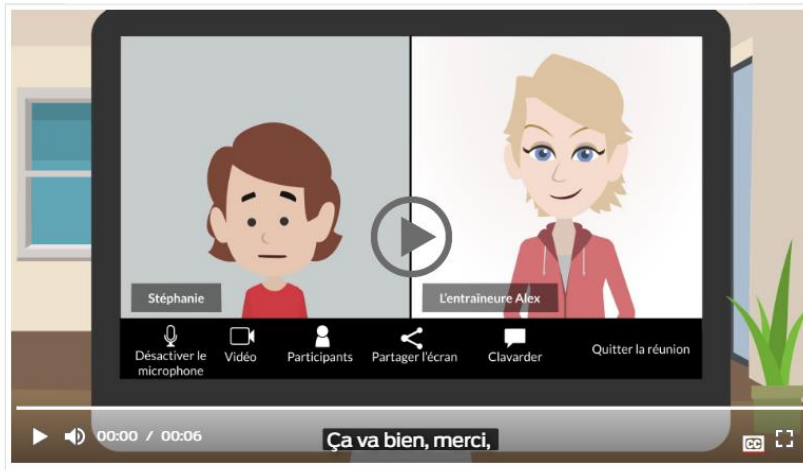 Stéphanie
L'entraîneure Alex
Désactiver le
microphone
Vidéo
Participants
Partager l'écran
Clavarder
Quitter la réunion
00:00 / 00:06
Ça va bien, merci,
CC